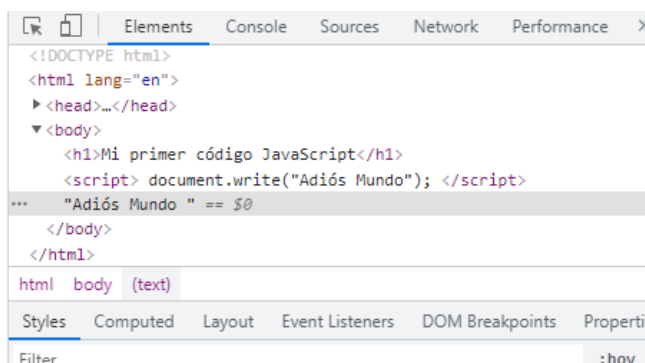 Elements Console Sources Network Performance
<!DOCTYPE html>
<html lang="en">
<head>…</head>
<body>
<h1>Mi primer código JavaScript</h1>
<script> document.write("Adiós Mundo"); </script>
... "Adiós Mundo " == $0
</body>
</html>
html body (text)
Styles Computed Layout Event Listeners DOM Breakpoints Properti
Filter :hov